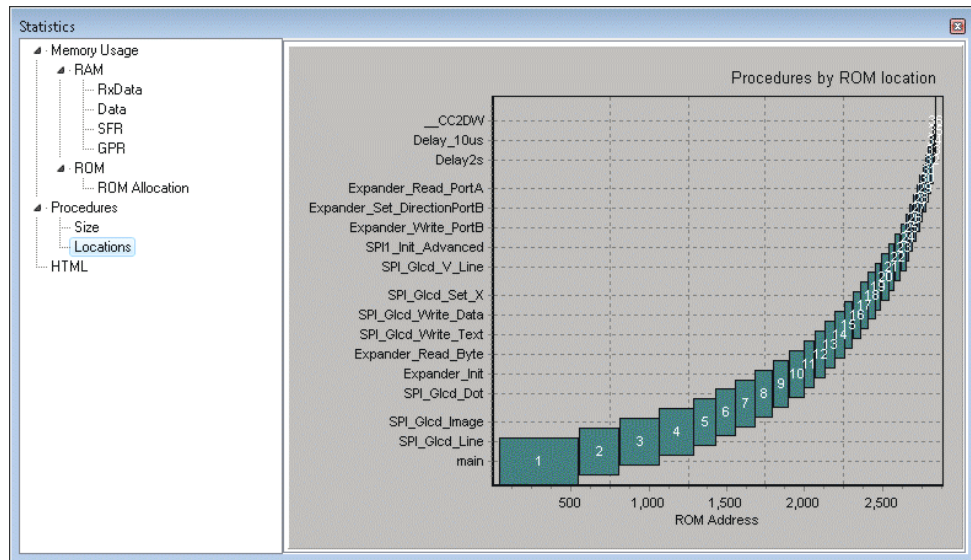 Statistics
Memory Usage
RAM
RxData
Data
SFR
GPR
ROM
ROM Allocation
Procedures
Size
Locations
HTML
Procedures by ROM location
__CC2DW
Delay_10us
Delay2s
Expander_Read_PortA
Expander_Set_DirectionPortB
Expander_Write_PortB
SPI1_Init_Advanced
SPI_Glcd_V_Line
SPI_Glcd_Set_X
SPI_Glcd_Write_Data
SPI_Glcd_Write_Text
Expander_Read_Byte
Expander_Init
SPI_Glcd_Dot
SPI_Glcd_Image
SPI_Glcd_Line
main
1
2
3
4
5
6
7
8
9
10
11
12
13
14
15
16
17
18
19
20
500 1,000 1,500 2,000 2,500
ROM Address